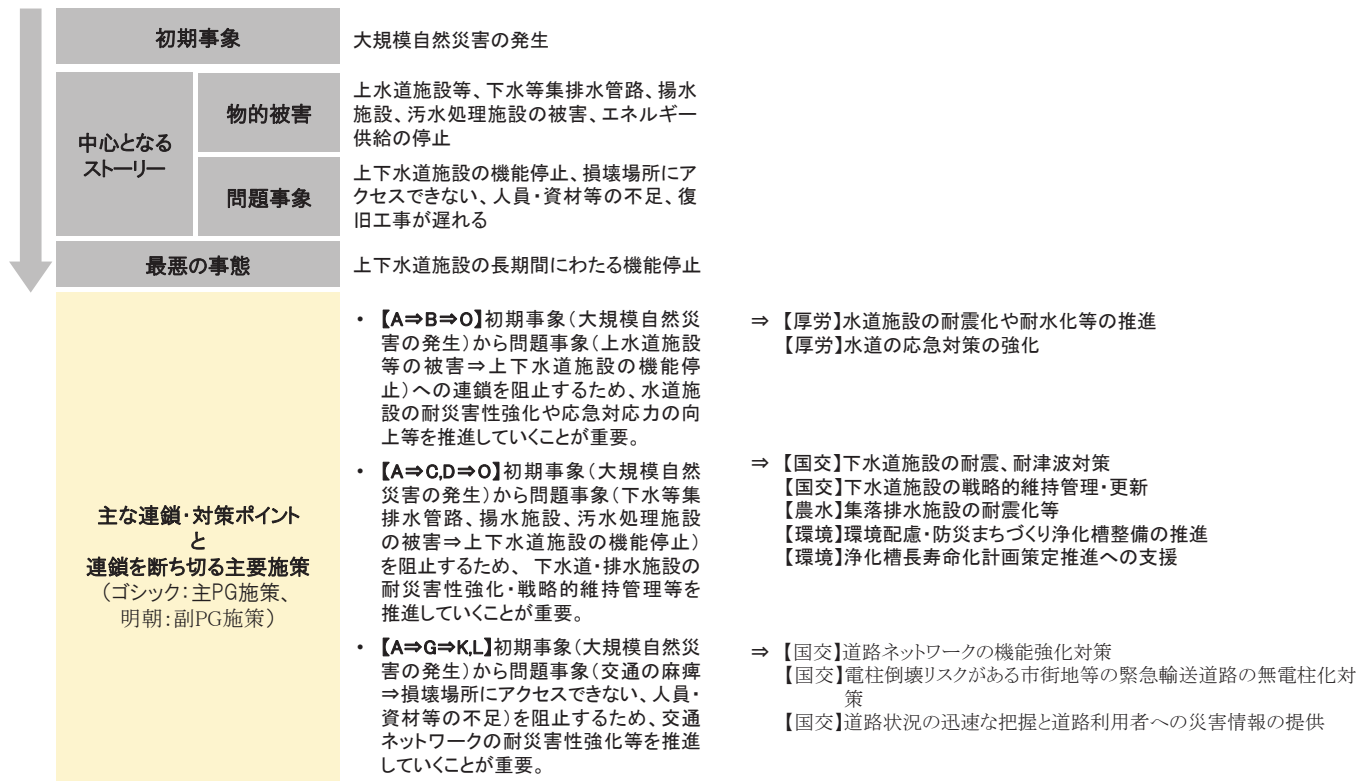 初期事象
大規模自然災害の発生
中心となる
ストーリー
物的被害
上水道施設等、下水等集排水管路、揚水
施設、汚水処理施設の被害、エネルギー
供給の停止
問題事象
上下水道施設の機能停止、損壊場所にア
クセスできない、人員・資材等の不足、復
旧工事が遅れる
最悪の事態
上下水道施設の長期間にわたる機能停止
主な連鎖・対策ポイント
と
連鎖を断ち切る主要施策
（ゴシック：主PG施策、
明朝：副PG施策）
・ 【A⇒B⇒O】初期事象（大規模自然災
害の発生）から問題事象（上水道施設
等の被害⇒上下水道施設の機能停
止）への連鎖を阻止するため、水道施
設の耐災害性強化や応急対応力の向
上等を推進していくことが重要。
⇒ 【厚労】水道施設の耐震化や耐水化等の推進
【厚労】水道の応急対策の強化
・ 【A⇒C,D⇒O】初期事象（大規模自然
災害の発生）から問題事象（下水等集
排水管路、揚水施設、汚水処理施設
の被害⇒上下水道施設の機能停止）
を阻止するため、 下水道・排水施設の
耐災害性強化・戦略的維持管理等を
推進していくことが重要。
⇒ 【国交】下水道施設の耐震、耐津波対策
【国交】下水道施設の戦略的維持管理・更新
【農水】集落排水施設の耐震化等
【環境】環境配慮・防災まちづくり浄化槽整備の推進
【環境】浄化槽長寿命化計画策定推進への支援
・ 【A⇒G⇒K,L】初期事象（大規模自然災
害の発生）から問題事象（交通の麻痺
⇒損壊場所にアクセスできない、人員・
資材等の不足）を阻止するため、交通
ネットワークの耐災害性強化等を推進
していくことが重要。
⇒ 【国交】道路ネットワークの機能強化対策
【国交】電柱倒壊リスクがある市街地等の緊急輸送道路の無電柱化対
策
【国交】道路状況の迅速な把握と道路利用者への災害情報の提供